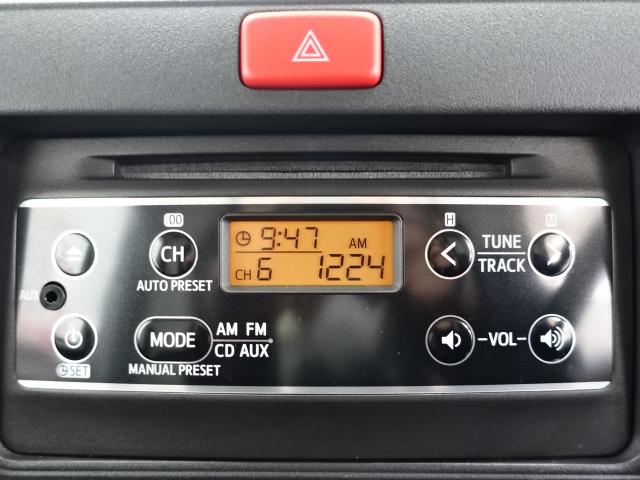 00
H
M
CH
9:47 AM
CH 6 1224
TUNE
TRACK
AUTO PRESET
AUX
MODE
AM FM
CD AUX
-VOL-
SET
MANUAL PRESET